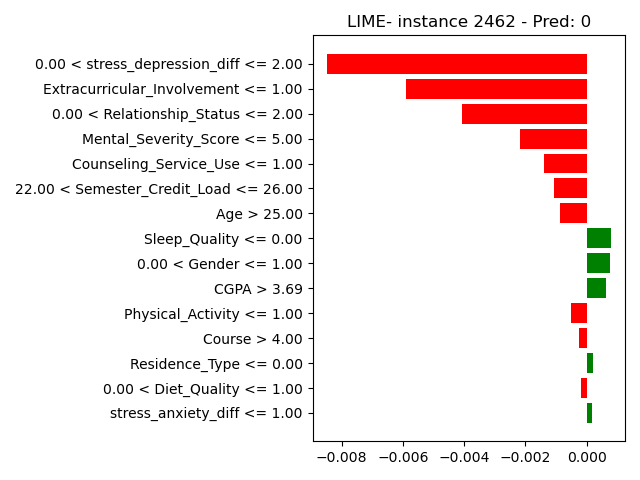 LIME- instance 2462 - Pred: 0
0.00 < stress_depression_diff <= 2.00
Extracurricular_Involvement <= 1.00
0.00 < Relationship_Status <= 2.00
Mental_Severity_Score <= 5.00
Counseling_Service_Use <= 1.00
22.00 < Semester_Credit_Load <= 26.00
Age > 25.00
Sleep_Quality <= 0.00
0.00 < Gender <= 1.00
CGPA > 3.69
Physical_Activity <= 1.00
Course > 4.00
Residence_Type <= 0.00
0.00 < Diet_Quality <= 1.00
stress_anxiety_diff <= 1.00
−0.008 −0.006 −0.004 −0.002 0.000